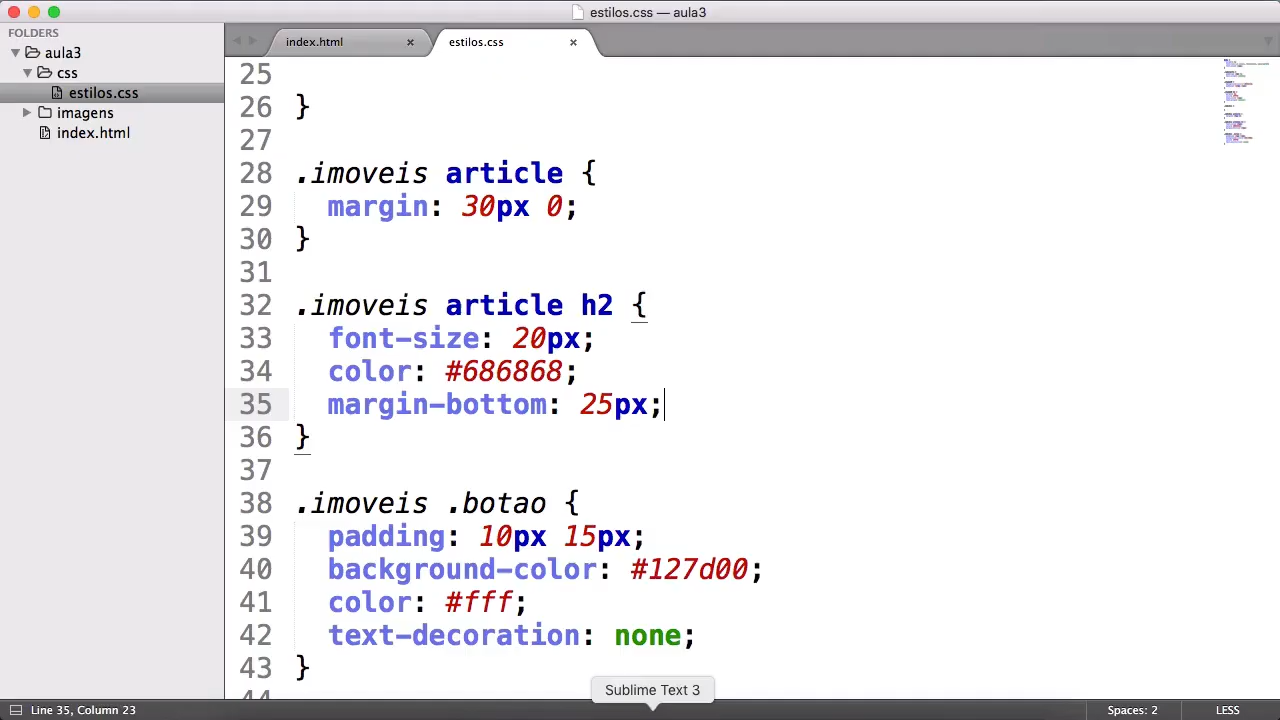 estilos.css — aula3
FOLDERS
aula3
css
estilos.css
imagens
index.html
index.html ×
estilos.css ×
25
26 }
27
28 .imoveis article {
29 margin: 30px 0;
30 }
31
32 .imoveis article h2 {
33 font-size: 20px;
34 color: #686868;
35 margin-bottom: 25px;
36 }
37
38 .imoveis .botao {
39 padding: 10px 15px;
40 background-color: #127d00;
41 color: #fff;
42 text-decoration: none;
43 }
44
Sublime Text 3
Line 35, Column 23
Spaces: 2
LESS